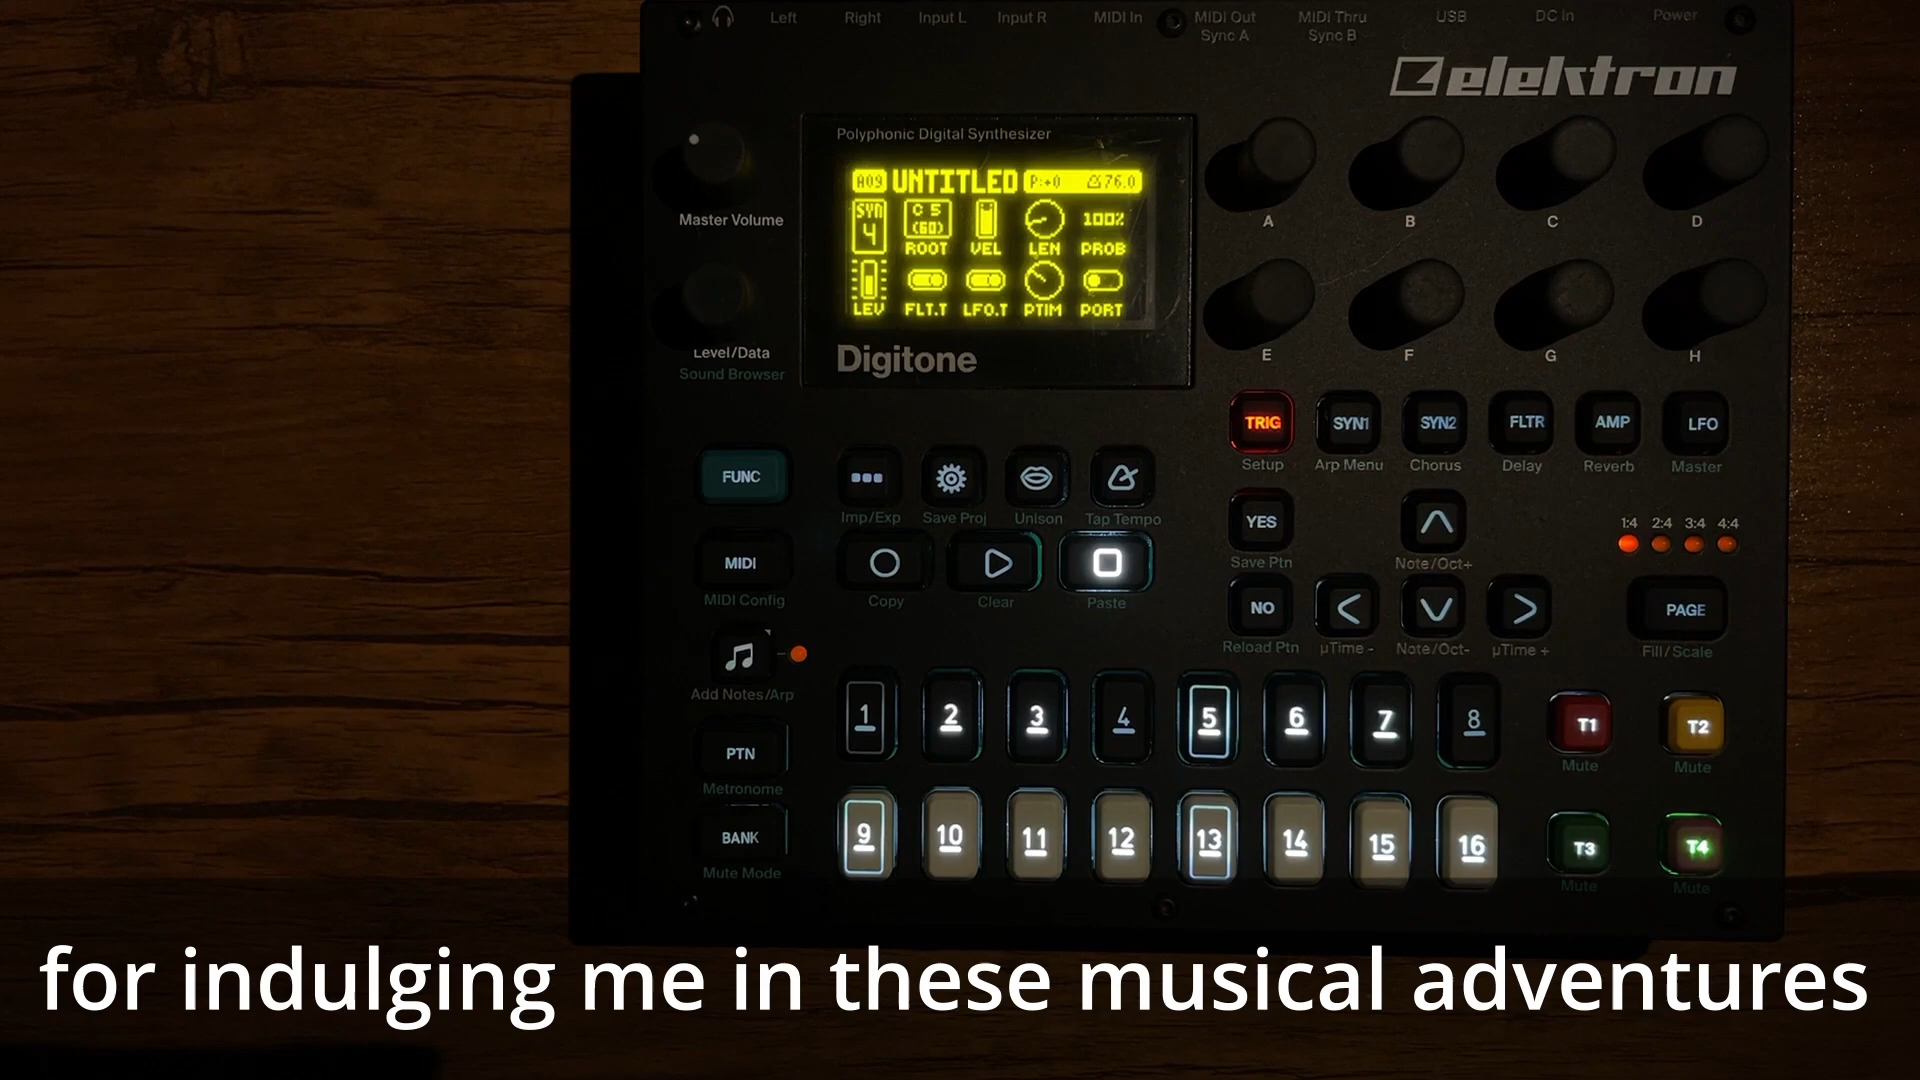 Left Right Input L Input R MIDI In MIDI Out MIDI Thru USB DC In Power
Sync A Sync B
elektron
Polyphonic Digital Synthesizer
A09 UNTITLED P:+0 76.0
SYN C 5 100%
4 (60)
ROOT VEL LEN PROB
LEV FLT.T LFO.T PTIM PORT
Digitone
Master Volume
Level/Data
Sound Browser
A B C D
E F G H
TRIG SYN1 SYN2 FLTR AMP LFO
Setup Arp Menu Chorus Delay Reverb Master
FUNC
Imp/Exp Save Proj Unison Tap Tempo
YES
Save Ptn Note/Oct+
1:4 2:4 3:4 4:4
MIDI
MIDI Config Copy Clear Paste
NO PAGE
Reload Ptn µTime - Note/Oct- µTime + Fill/Scale
Add Notes/Arp
1 2 3 4 5 6 7 8 T1 T2
Mute Mute
PTN
Metronome
BANK
Mute Mode
9 10 11 12 13 14 15 16 T3 T4
Mute Mute
for indulging me in these musical adventures